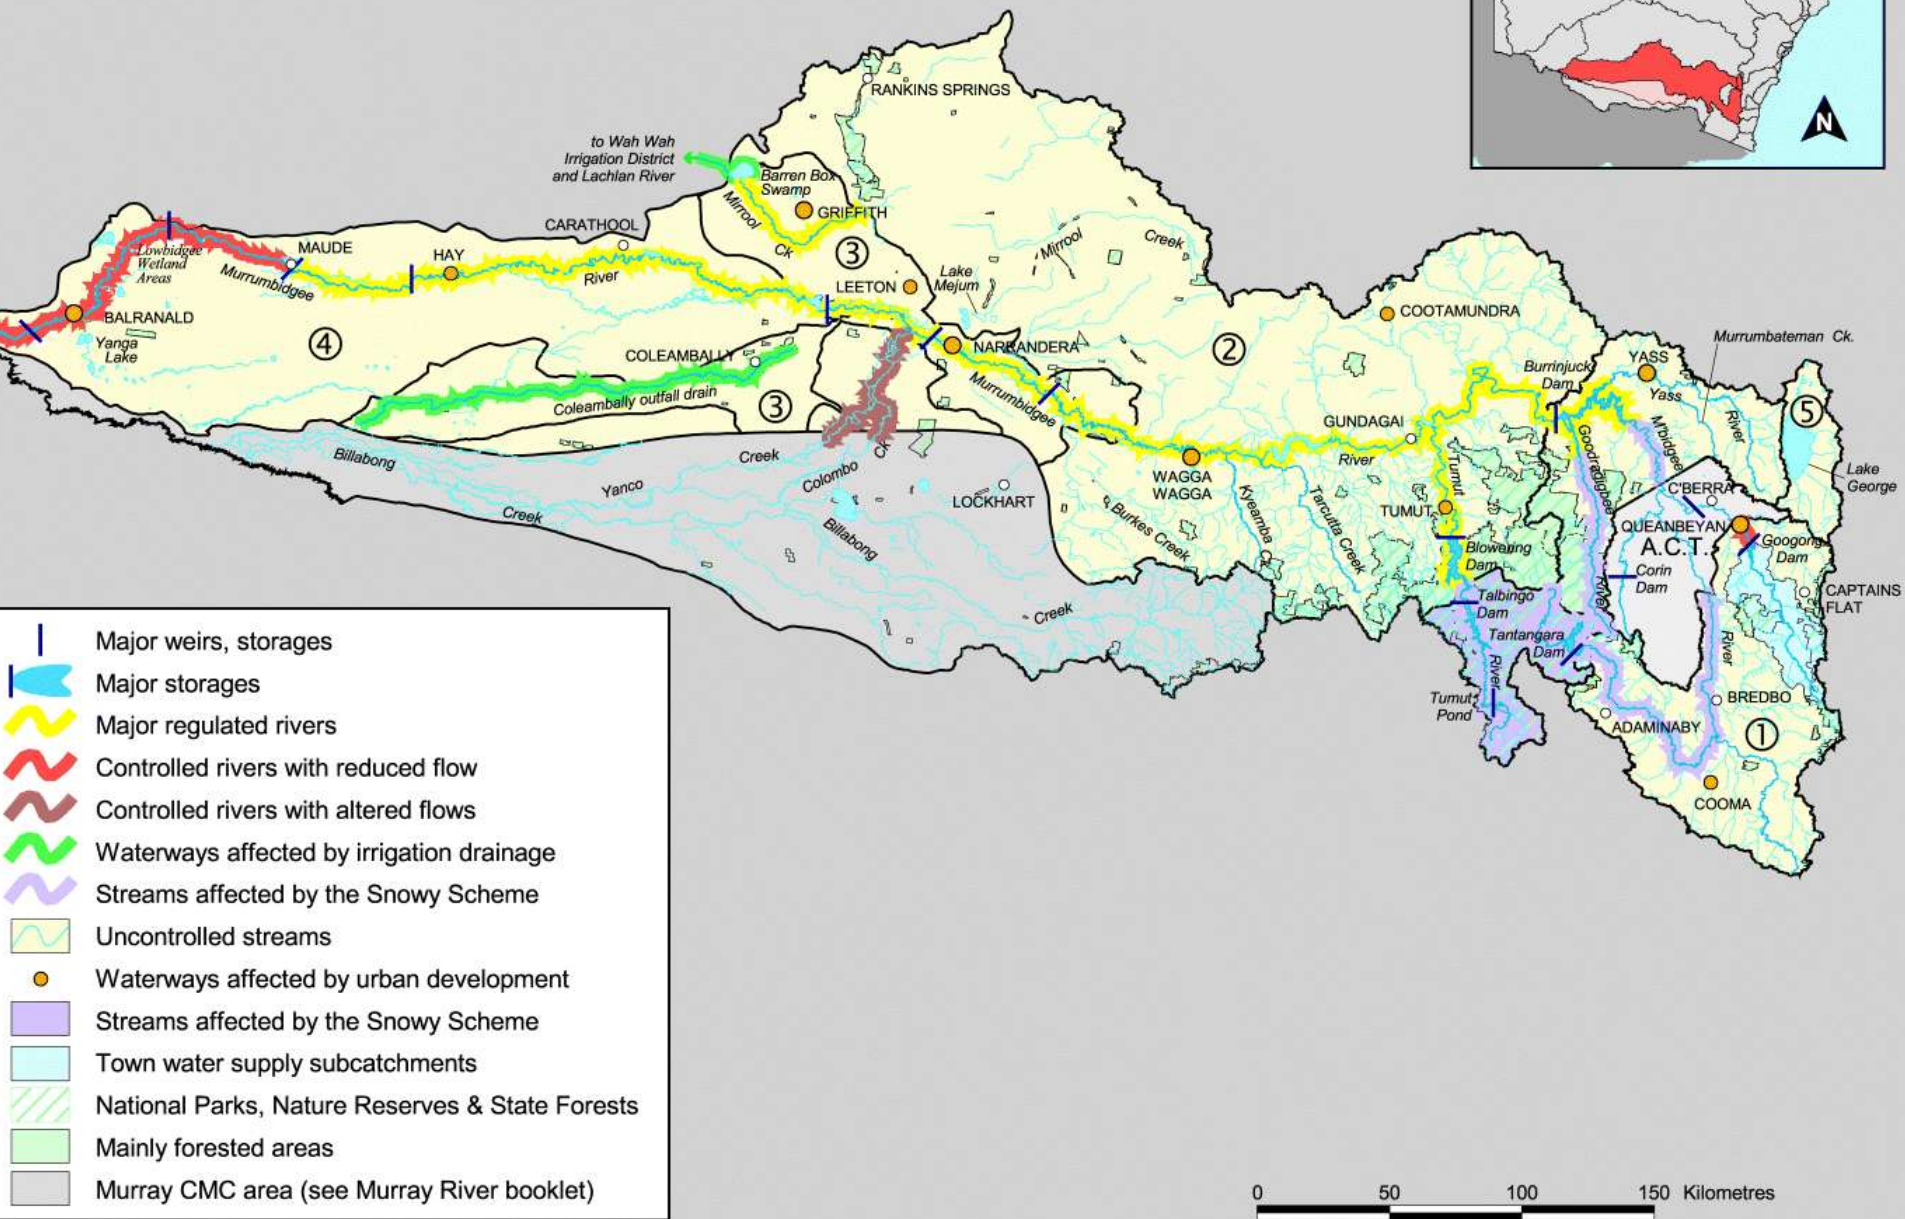 N
RANKINS SPRINGS
to Wah Wah
Irrigation District
and Lachlan River
Barren Box
Swamp
Mirrool
Ck
GRIFFITH
CARATHOOL
3
Mirrool
Creek
Lowbidgee
Wetland
Areas
MAUDE
HAY
Murrumbidgee
River
LEETON
Lake
Mejum
BALRANALD
Yanga
Lake
4
COLEAMBALLY
NARRANDERA
2
COOTAMUNDRA
Murrumbateman Ck.
YASS
Burrinjuck
Dam
Yass
River
5
Coleambally outfall drain
3
Murrumbidgee
GUNDAGAI
River
Tumut
Goodradigbee
River
M'bidgee
Lake
George
Billabong
Creek
Yanco
Creek
Colombo
Ck
LOCKHART
WAGGA
WAGGA
Burkes Creek
Kyeamba Ck
Tarcutta Creek
TUMUT
C'BERRA
QUEANBEYAN
A.C.T.
Googong
Dam
Billabong
Creek
Blowering
Dam
Corin
Dam
CAPTAINS
FLAT
Talbingo
Dam
Tantangara
Dam
River
River
Tumut
Pond
BREDBO
ADAMINABY
1
COOMA
Major weirs, storages
Major storages
Major regulated rivers
Controlled rivers with reduced flow
Controlled rivers with altered flows
Waterways affected by irrigation drainage
Streams affected by the Snowy Scheme
Uncontrolled streams
Waterways affected by urban development
Streams affected by the Snowy Scheme
Town water supply subcatchments
National Parks, Nature Reserves & State Forests
Mainly forested areas
Murray CMC area (see Murray River booklet)
0 50 100 150 Kilometres